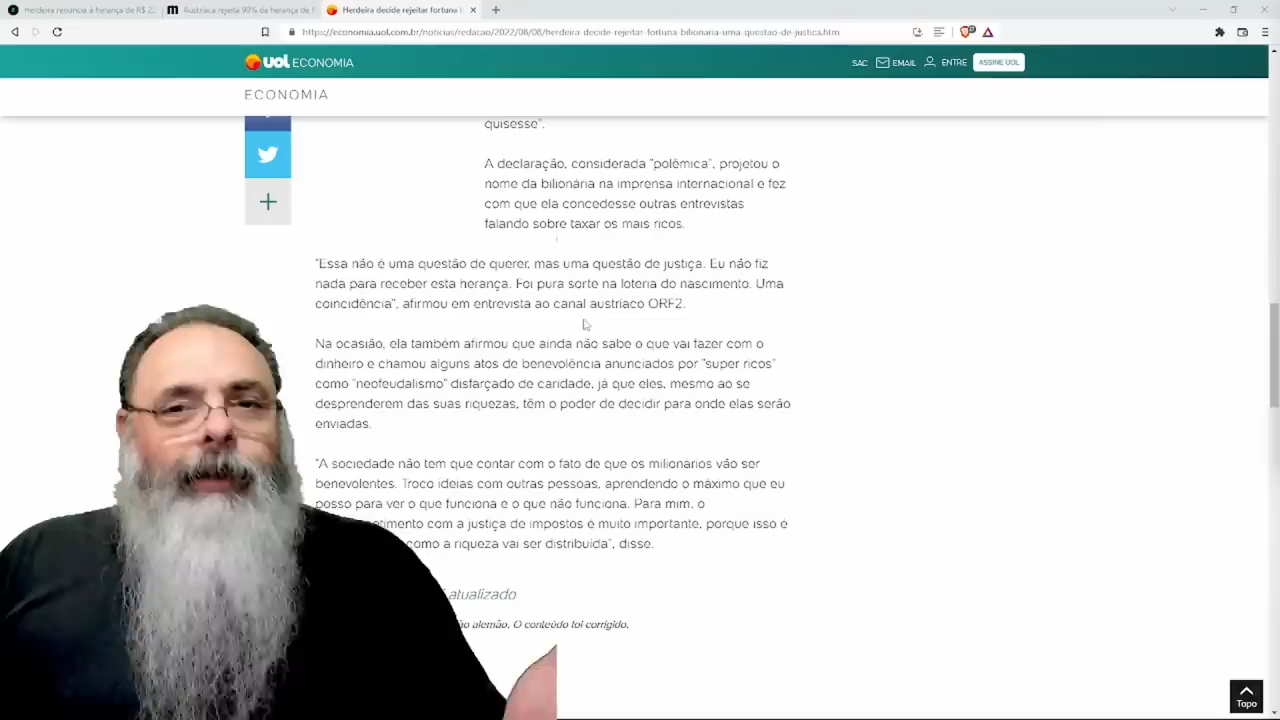 Herdeira renuncia à herança de R$ 22
Austríaca rejeita 90% da herança de R
Herdeira decide rejeitar fortuna b
https://economia.uol.com.br/noticias/redacao/2022/08/08/herdeira-decide-rejeitar-fortuna-bilionaria-uma-questao-de-justica.htm
UOL ECONOMIA
SAC EMAIL ENTRE ASSINE UOL
ECONOMIA
quisesse".
A declaração, considerada "polêmica", projetou o
nome da bilionária na imprensa internacional e fez
com que ela concedesse outras entrevistas
falando sobre taxar os mais ricos.
"Essa não é uma questão de querer, mas uma questão de justiça. Eu não fiz
nada para receber esta herança. Foi pura sorte na loteria do nascimento. Uma
coincidência", afirmou em entrevista ao canal austríaco ORF2.
Na ocasião, ela também afirmou que ainda não sabe o que vai fazer com o
dinheiro e chamou alguns atos de benevolência anunciados por "super ricos"
como "neofeudalismo" disfarçado de caridade, já que eles, mesmo ao se
desprenderem das suas riquezas, têm o poder de decidir para onde elas serão
enviadas.
"A sociedade não tem que contar com o fato de que os milionários vão ser
benevolentes. Troco ideias com outras pessoas, aprendendo o máximo que eu
posso para ver o que funciona e o que não funciona. Para mim, o
com a justiça de impostos é muito importante, porque isso é
como a riqueza vai ser distribuída", disse.
atualizado
alemão. O conteúdo foi corrigido.
Topo